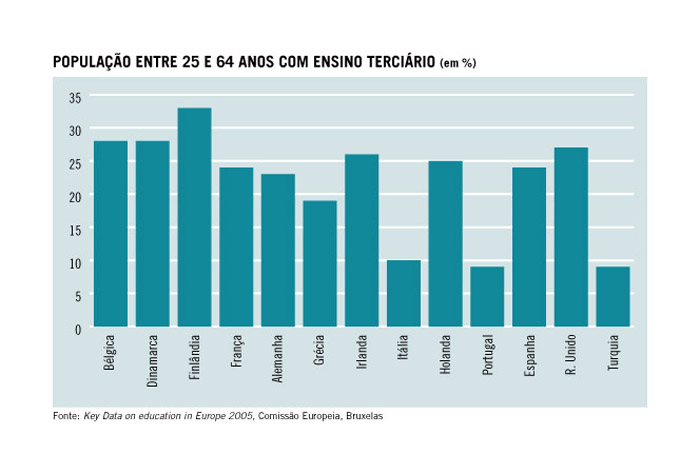 POPULAÇÃO ENTRE 25 E 64 ANOS COM ENSINO TERCIÁRIO (em %)
35
30
25
20
15
10
5
0
Bélgica
Dinamarca
Finlândia
França
Alemanha
Grécia
Irlanda
Itália
Holanda
Portugal
Espanha
R. Unido
Turquia
Fonte: Key Data on education in Europe 2005, Comissão Europeia, Bruxelas